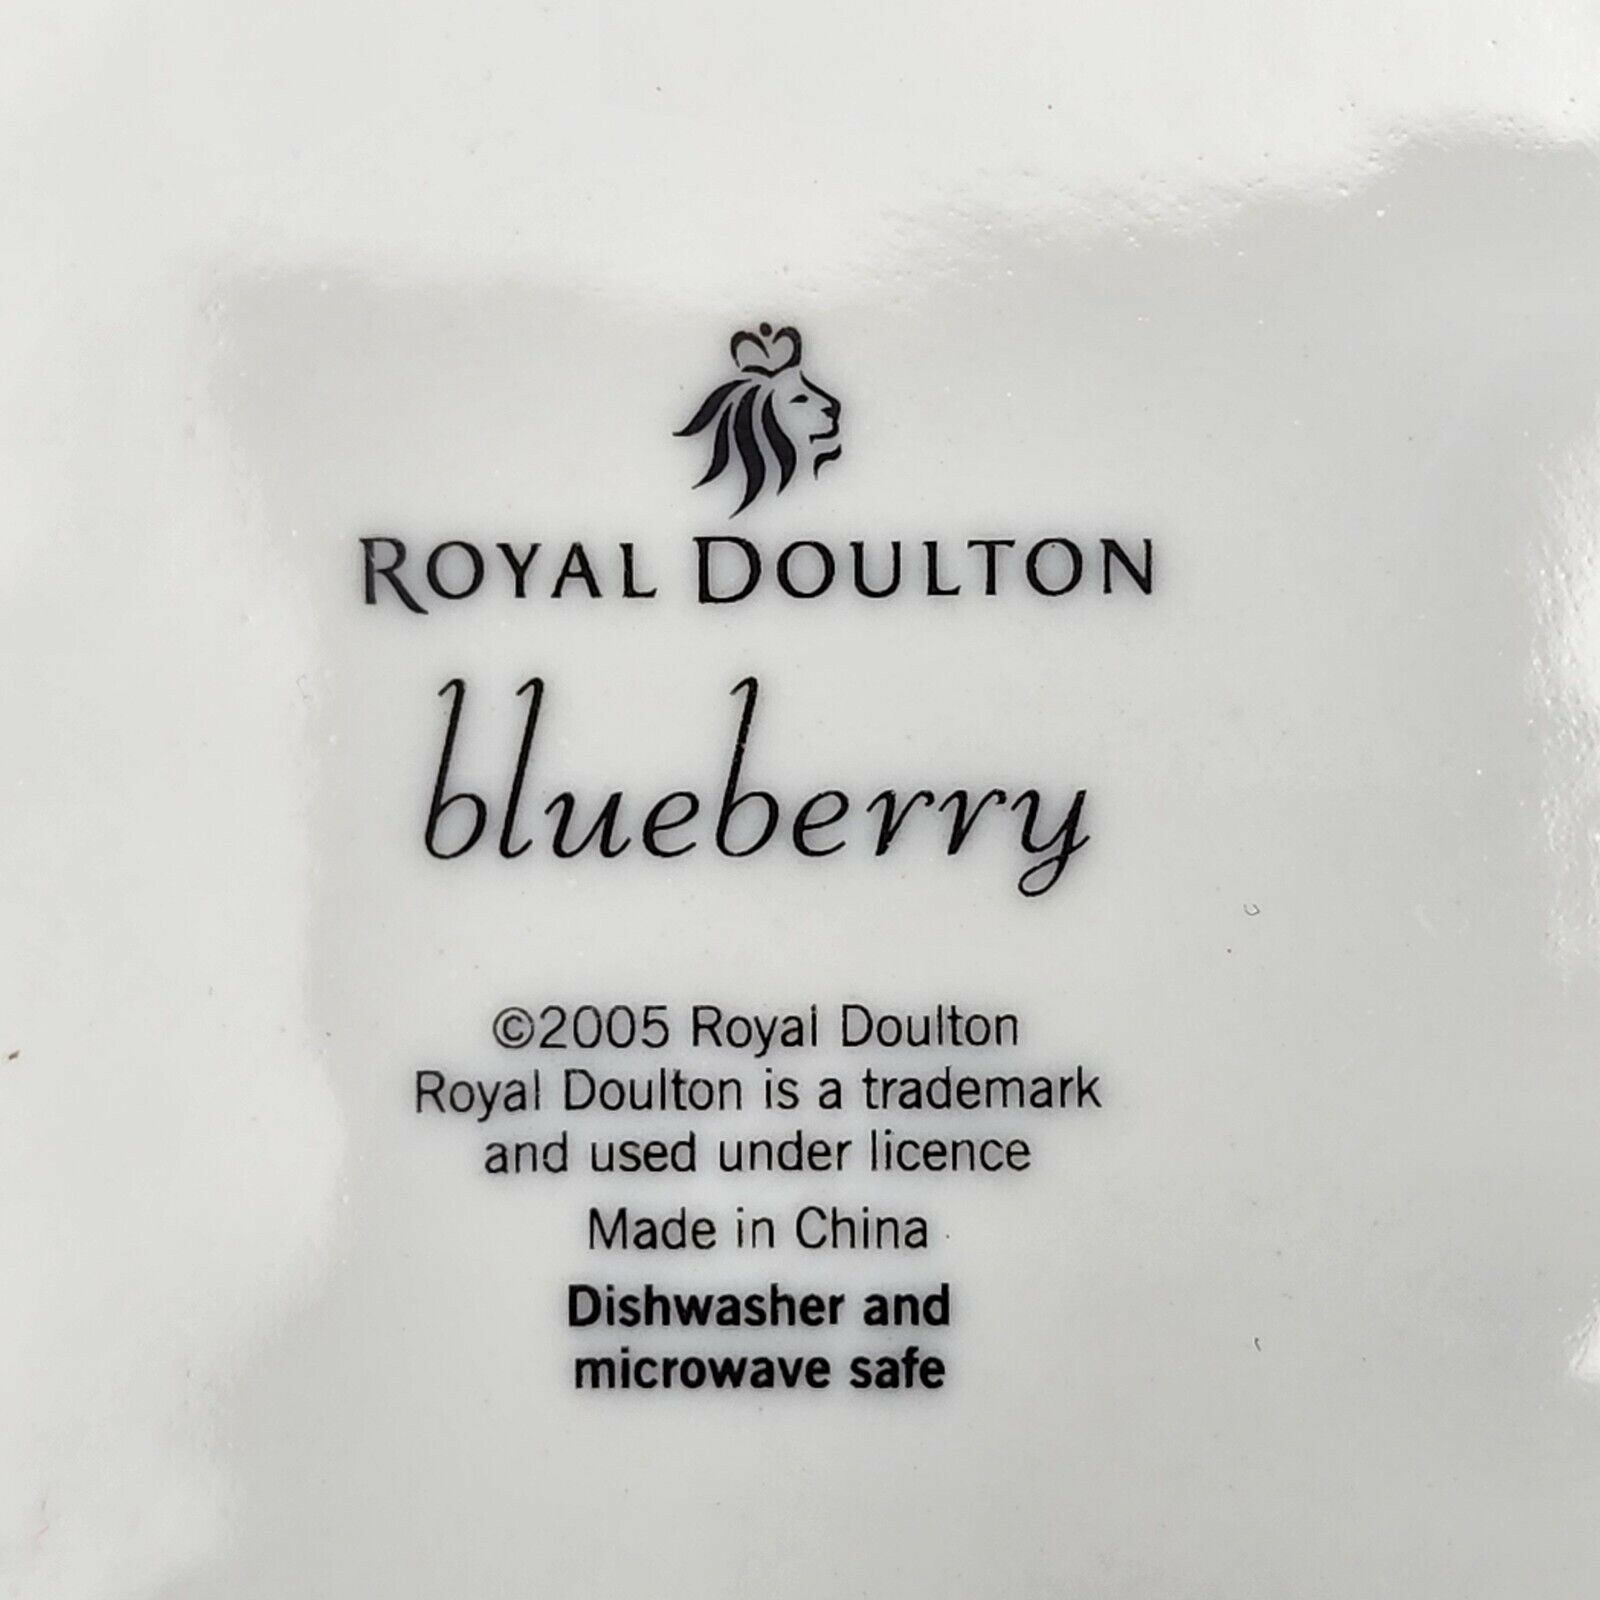 ROYAL DOULTON
blueberry
©2005 Royal Doulton
Royal Doulton is a trademark
and used under licence
Made in China
Dishwasher and
microwave safe